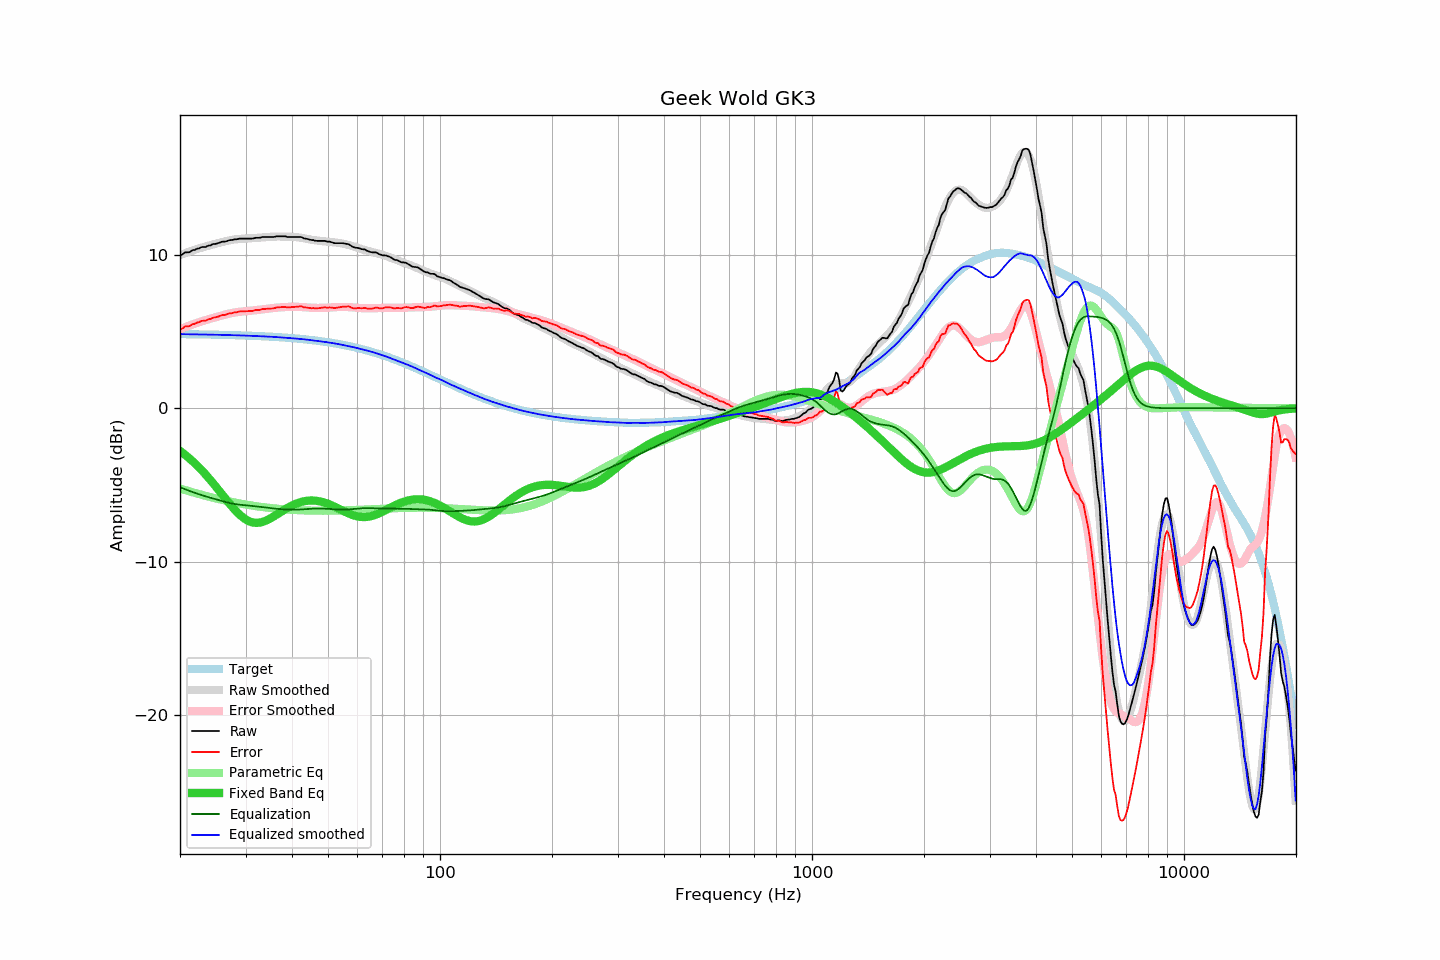 Geek Wold GK3
Amplitude (dBr)
10
0
−10
−20
Target
Raw Smoothed
Error Smoothed
Raw
Error
Parametric Eq
Fixed Band Eq
Equalization
Equalized smoothed
100
1000
10000
Frequency (Hz)